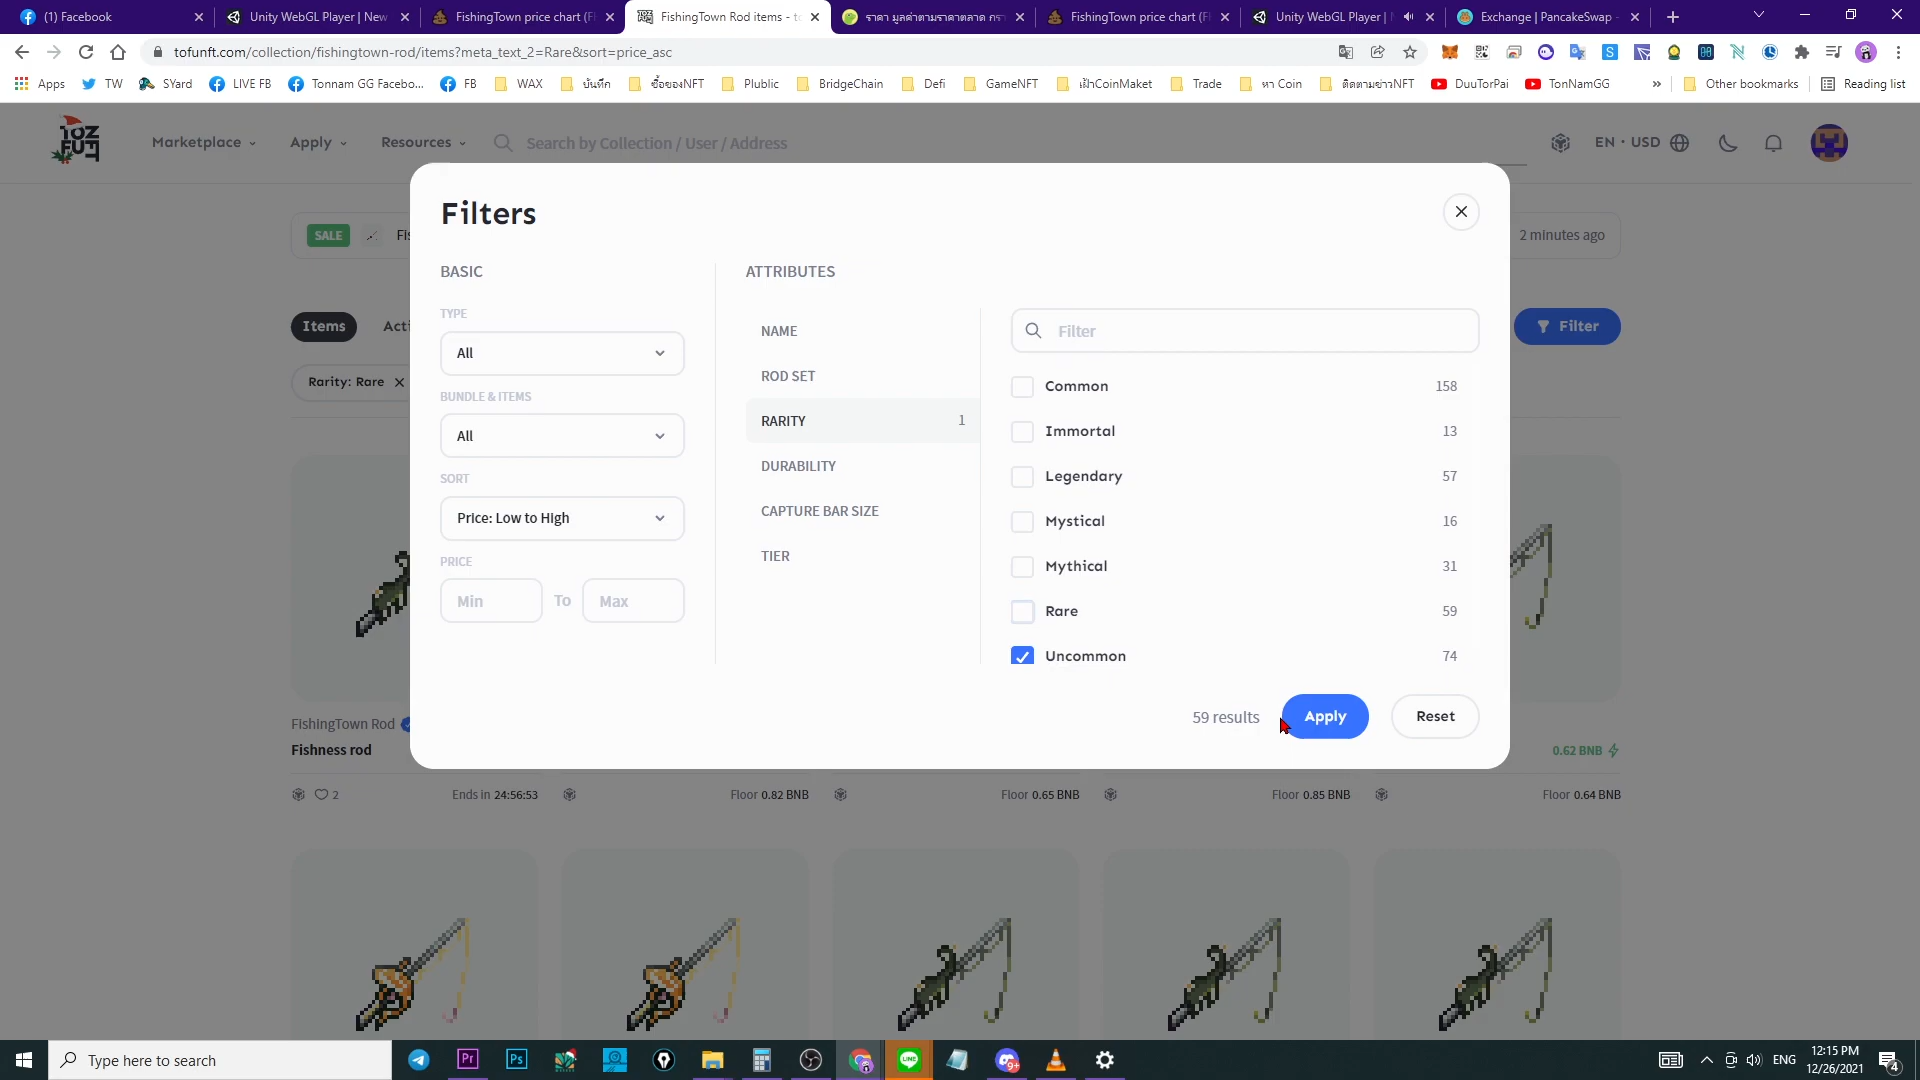 (1) Facebook
Unity WebGL Player | New
FishingTown price chart (FI
FishingTown Rod items - to
ราคา มูลค่าตามราคาตลาด กรา
FishingTown price chart (FI
Unity WebGL Player |
Exchange | PancakeSwap -
tofunft.com/collection/fishingtown-rod/items?meta_text_2=Rare&sort=price_asc
Apps
TW
SYard
LIVE FB
Tonnam GG Facebo...
FB
WAX
บันทึก
ซื้อของNFT
Plublic
BridgeChain
Defi
GameNFT
เฝ้าCoinMaket
Trade
หา Coin
ติดตามข่าวNFT
DuuTorPai
TonNamGG
»
Other bookmarks
Reading list
Marketplace
Apply
Resources
Search by Collection / User / Address
EN · USD
Filters
SALE
Fis
2 minutes ago
BASIC
ATTRIBUTES
TYPE
All
BUNDLE & ITEMS
All
SORT
Price: Low to High
PRICE
Min
To
Max
NAME
ROD SET
RARITY
1
DURABILITY
CAPTURE BAR SIZE
TIER
Filter
Common
158
Immortal
13
Legendary
57
Mystical
16
Mythical
31
Rare
59
Uncommon
74
59 results
Apply
Reset
Items
Acti
Filter
Rarity: Rare
FishingTown Rod
Fishness rod
0.62 BNB
2
Ends in 24:56:53
Floor 0.82 BNB
Floor 0.65 BNB
Floor 0.85 BNB
Floor 0.64 BNB
Type here to search
Pr
Ps
LINE
9+
ENG
12:15 PM
12/26/2021
4